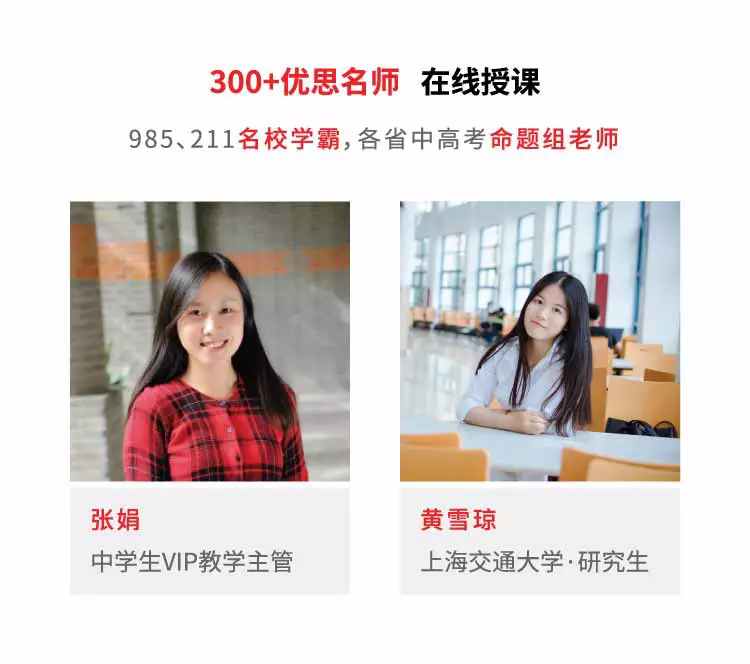 300+优思名师 在线授课
985、211名校学霸,各省中高考命题组老师
张娟
中学生VIP教学主管
黄雪琼
上海交通大学·研究生